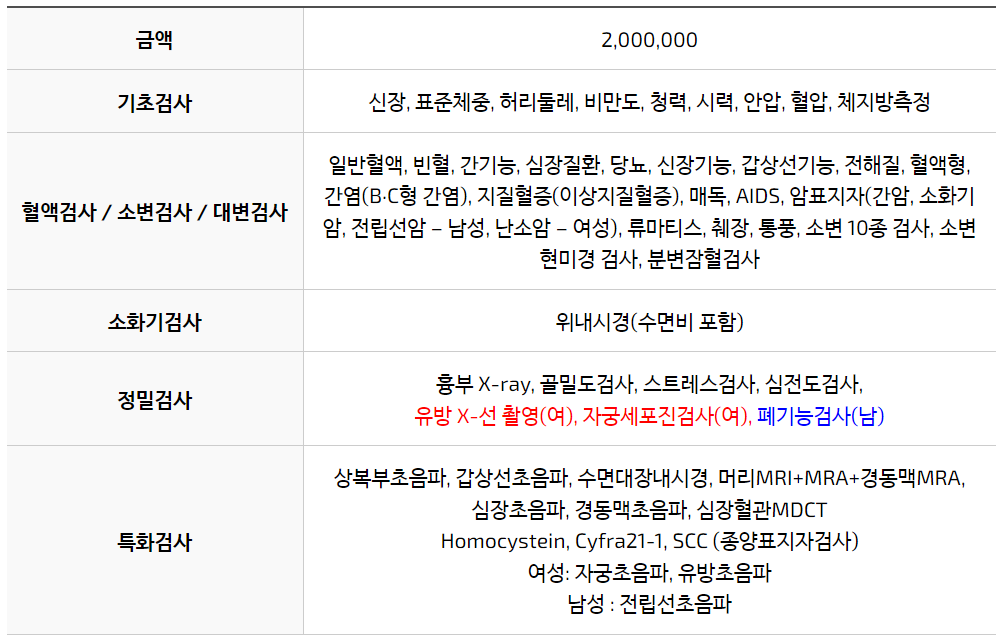 금액
2,000,000
기초검사
신장, 표준체중, 허리둘레, 비만도, 청력, 시력, 안압, 혈압, 체지방측정
혈액검사 / 소변검사 / 대변검사
일반혈액, 빈혈, 간기능, 심장질환, 당뇨, 신장기능, 갑상선기능, 전해질, 혈액형,
간염(B·C형 간염), 지질혈증(이상지질혈증), 매독, AIDS, 암표지자(간암, 소화기
암, 전립선암 – 남성, 난소암 – 여성), 류마티스, 췌장, 통풍, 소변 10종 검사, 소변
현미경 검사, 분변잠혈검사
소화기검사
위내시경(수면비 포함)
정밀검사
흉부 X-ray, 골밀도검사, 스트레스검사, 심전도검사,
유방 X-선 촬영(여), 자궁세포진검사(여), 폐기능검사(남)
특화검사
상복부초음파, 갑상선초음파, 수면대장내시경, 머리MRI+MRA+경동맥MRA,
심장초음파, 경동맥초음파, 심장혈관MDCT
Homocystein, Cyfra21-1, SCC (종양표지자검사)
여성: 자궁초음파, 유방초음파
남성 : 전립선초음파